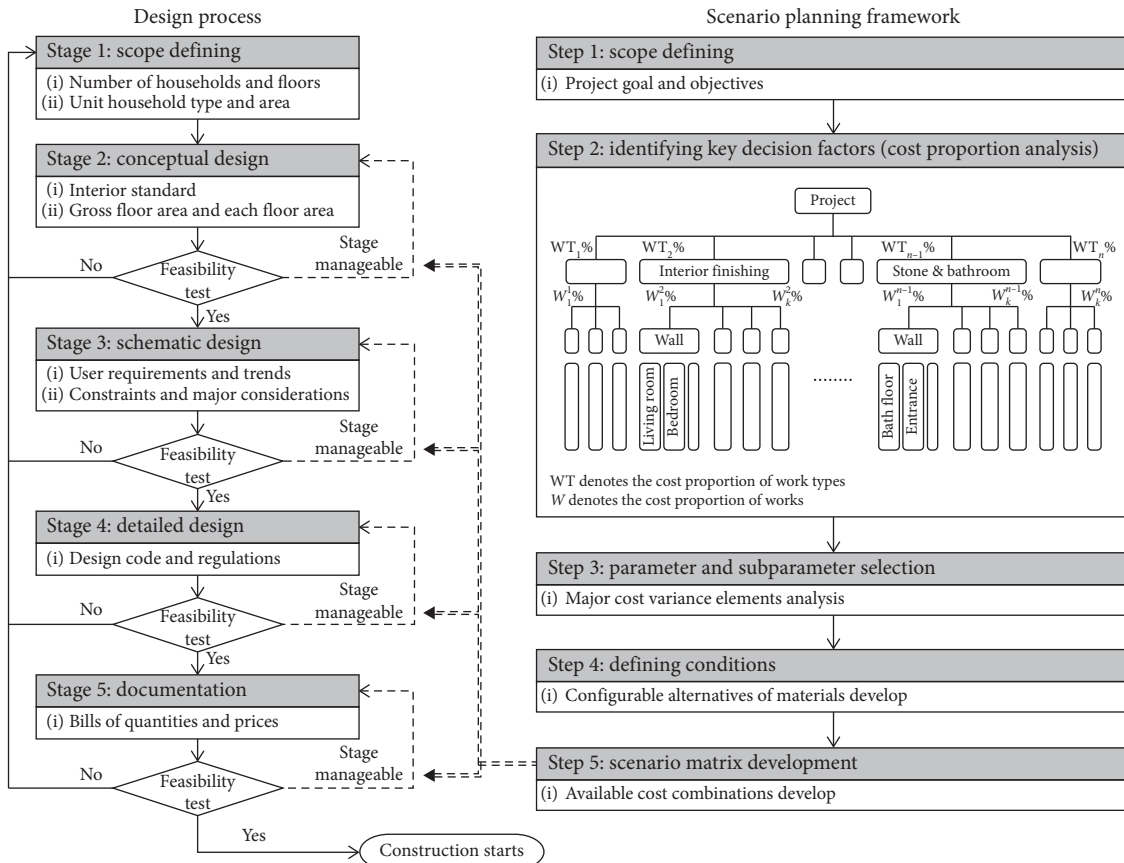 Design process
Stage 1: scope defining
(i) Number of households and floors
(ii) Unit household type and area
Stage 2: conceptual design
(i) Interior standard
(ii) Gross floor area and each floor area
No
Feasibility
test
Stage
manageable
Yes
Stage 3: schematic design
(i) User requirements and trends
(ii) Constraints and major considerations
No
Feasibility
test
Stage
manageable
Yes
Stage 4: detailed design
(i) Design code and regulations
No
Feasibility
test
Stage
manageable
Yes
Stage 5: documentation
(i) Bills of quantities and prices
No
Feasibility
test
Stage
manageable
Yes
Construction starts
Scenario planning framework
Step 1: scope defining
(i) Project goal and objectives
Step 2: identifying key decision factors (cost proportion analysis)
Project
WT₁% WT₂% WTₙ₋₁% WTₙ%
Interior finishing Stone & bathroom
W₁¹% W₁²% Wₖ²% W₁ⁿ⁻¹% Wₖⁿ⁻¹% Wₖⁿ%
Wall Wall
Living room
Bedroom
........
Bath floor
Entrance
WT denotes the cost proportion of work types
W denotes the cost proportion of works
Step 3: parameter and subparameter selection
(i) Major cost variance elements analysis
Step 4: defining conditions
(i) Configurable alternatives of materials develop
Step 5: scenario matrix development
(i) Available cost combinations develop